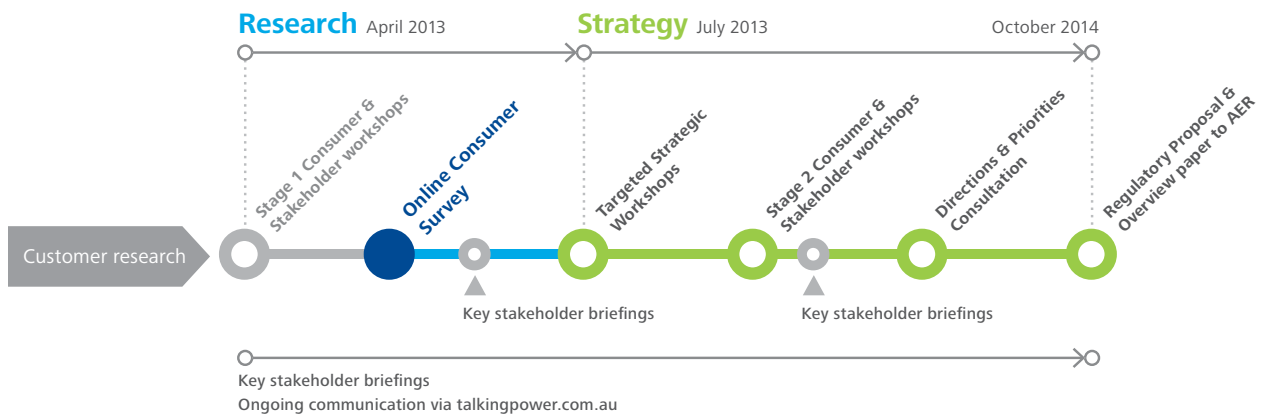 Research April 2013
Strategy July 2013
October 2014
Stage 1 Consumer &
Stakeholder workshops
Online Consumer
Survey
Targeted Strategic
Workshops
Stage 2 Consumer &
Stakeholder workshops
Directions & Priorities
Consultation
Regulatory Proposal &
Overview paper to AER
Customer research
Key stakeholder briefings
Key stakeholder briefings
Key stakeholder briefings
Ongoing communication via talkingpower.com.au